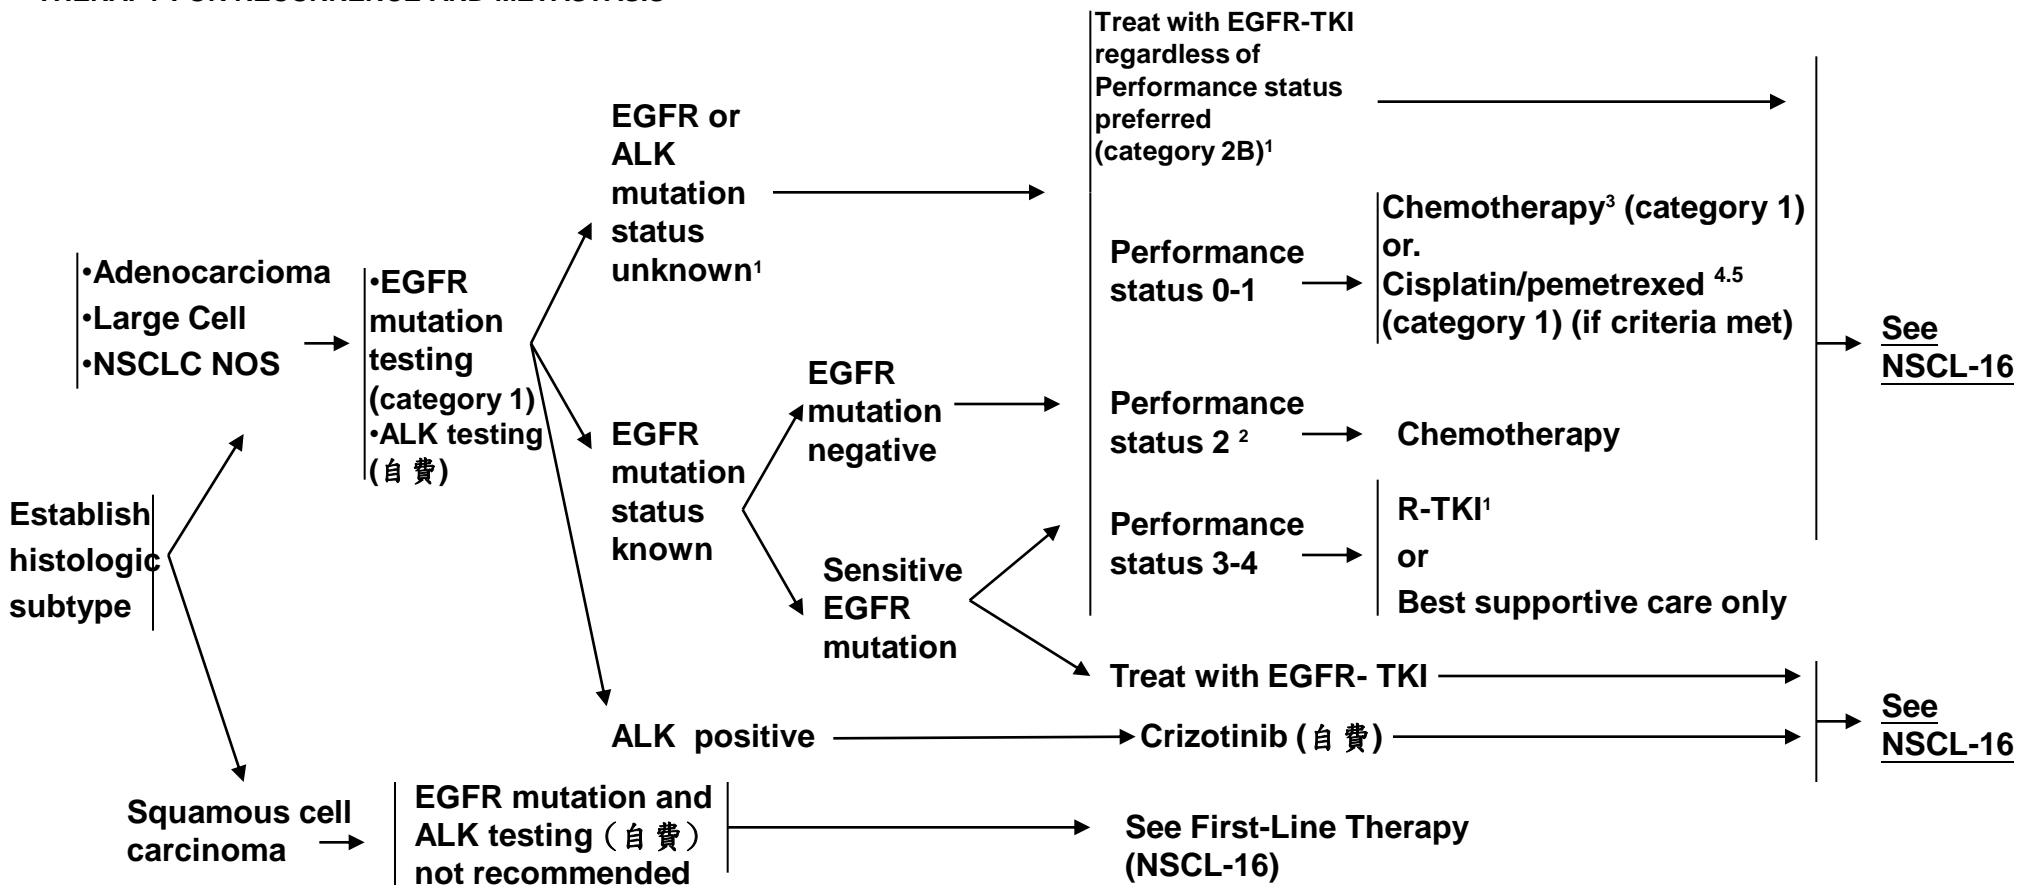 THERAPY FOR RECURRENCE AND METASTASIS
Establish
histologic
subtype
•Adenocarcioma
•Large Cell
•NSCLC NOS
•EGFR
mutation
testing
(category 1)
•ALK testing
(自費)
EGFR or
ALK
mutation
status
unknown¹
EGFR
mutation
status
known
EGFR
mutation
negative
Sensitive
EGFR
mutation
Treat with EGFR-TKI
regardless of
Performance status
preferred
(category 2B)¹
Performance
status 0-1
Chemotherapy³ (category 1)
or.
Cisplatin/pemetrexed ⁴·⁵
(category 1) (if criteria met)
Performance
status 2 ²
Chemotherapy
Performance
status 3-4
R-TKI¹
or
Best supportive care only
See
NSCL-16
Treat with EGFR- TKI
ALK positive
Crizotinib (自費)
See
NSCL-16
Squamous cell
carcinoma
EGFR mutation and
ALK testing（自費）
not recommended
See First-Line Therapy
(NSCL-16)